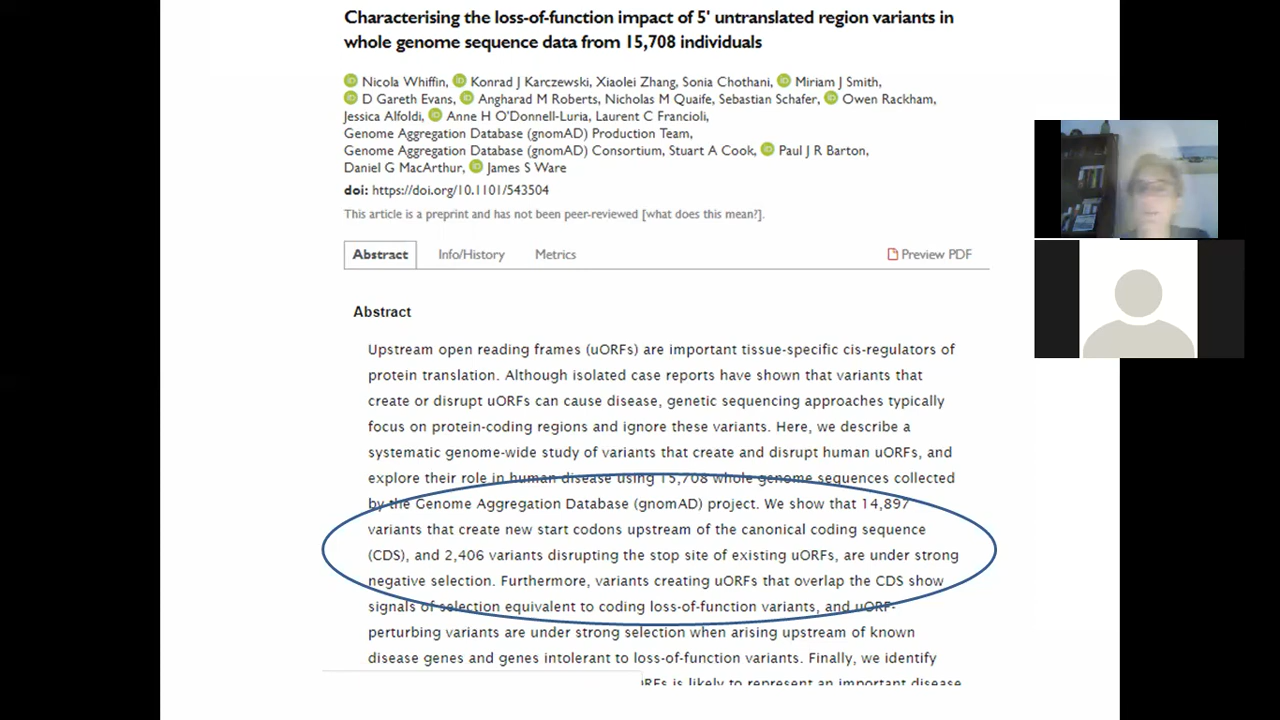 Characterising the loss-of-function impact of 5' untranslated region variants in
whole genome sequence data from 15,708 individuals
Nicola Whiffin, Konrad J Karczewski, Xiaolei Zhang, Sonia Chothani, Miriam J Smith,
D Gareth Evans, Angharad M Roberts, Nicholas M Quaife, Sebastian Schafer, Owen Rackham,
Jessica Alfoldi, Anne H O'Donnell-Luria, Laurent C Francioli,
Genome Aggregation Database (gnomAD) Production Team,
Genome Aggregation Database (gnomAD) Consortium, Stuart A Cook, Paul J R Barton,
Daniel G MacArthur, James S Ware
doi: https://doi.org/10.1101/543504
This article is a preprint and has not been peer-reviewed [what does this mean?].
Abstract Info/History Metrics Preview PDF
Abstract
Upstream open reading frames (uORFs) are important tissue-specific cis-regulators of
protein translation. Although isolated case reports have shown that variants that
create or disrupt uORFs can cause disease, genetic sequencing approaches typically
focus on protein-coding regions and ignore these variants. Here, we describe a
systematic genome-wide study of variants that create and disrupt human uORFs, and
explore their role in human disease using 15,708 whole genome sequences collected
by the Genome Aggregation Database (gnomAD) project. We show that 14,897
variants that create new start codons upstream of the canonical coding sequence
(CDS), and 2,406 variants disrupting the stop site of existing uORFs, are under strong
negative selection. Furthermore, variants creating uORFs that overlap the CDS show
signals of selection equivalent to coding loss-of-function variants, and uORF-
perturbing variants are under strong selection when arising upstream of known
disease genes and genes intolerant to loss-of-function variants. Finally, we identify
is likely to represent an important disease